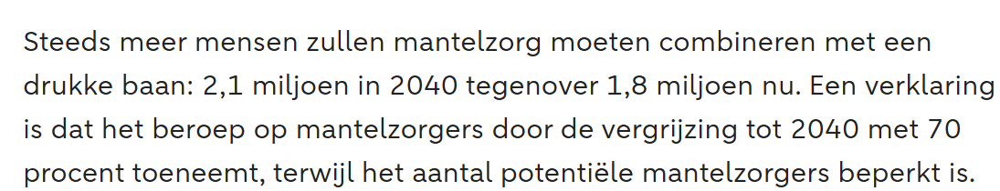 Steeds meer mensen zullen mantelzorg moeten combineren met een
drukke baan: 2,1 miljoen in 2040 tegenover 1,8 miljoen nu. Een verklaring
is dat het beroep op mantelzorgers door de vergrijzing tot 2040 met 70
procent toeneemt, terwijl het aantal potentiële mantelzorgers beperkt is.